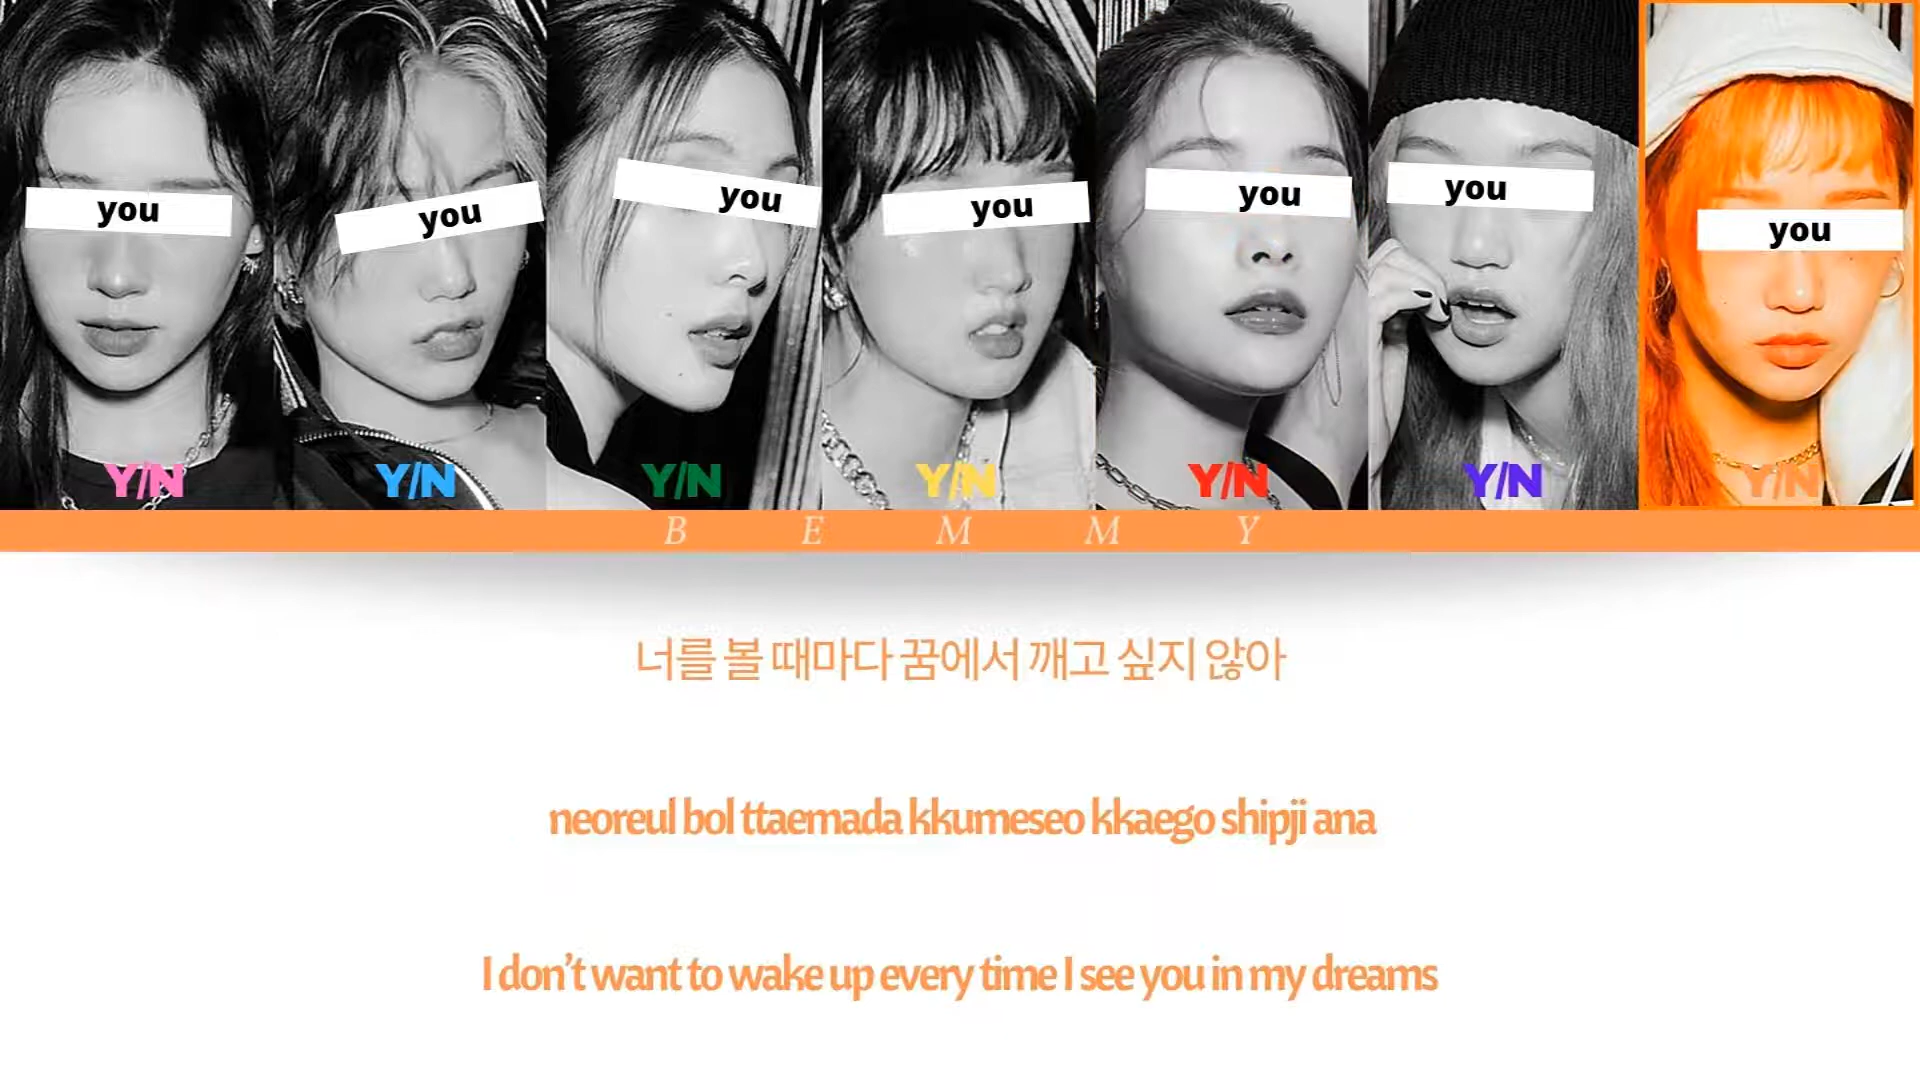 you you you you you you you
Y/N Y/N Y/N Y/N Y/N Y/N Y/N
B E M M Y
너를 볼 때마다 꿈에서 깨고 싶지 않아
neoreul bol ttaemada kkumeseo kkaego shipji ana
I don't want to wake up every time I see you in my dreams